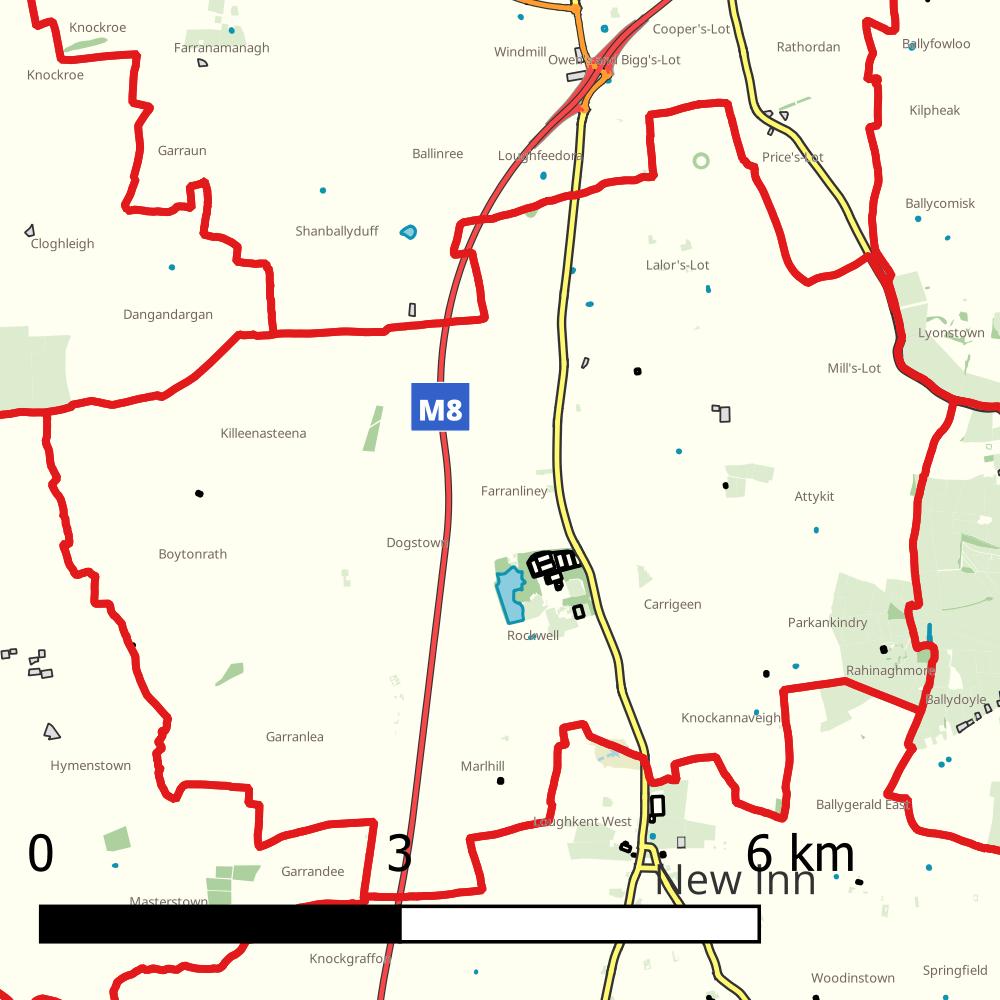 Knockroe
Cooper's-Lot
Farranamanagh
Windmill
Rathordan
Ballyfowloo
Owen's and Bigg's-Lot
Knockroe
Kilpheak
Garraun
Ballinree
Loughfeedora
Price's-Lot
Ballycomisk
Shanballyduff
Cloghleigh
Lalor's-Lot
Dangandargan
Lyonstown
Mill's-Lot
M8
Killeenasteena
Farranliney
Attykit
Dogstown
Boytonrath
Carrigeen
Parkankindry
Rockwell
Rahinaghmore
Ballydoyle
Knockannaveigh
Garranlea
Hymenstown
Marlhill
Ballygerald East
Loughkent West
0 3 6 km
Garrandee
New Inn
Masterstown
Knockgraffon
Springfield
Woodinstown